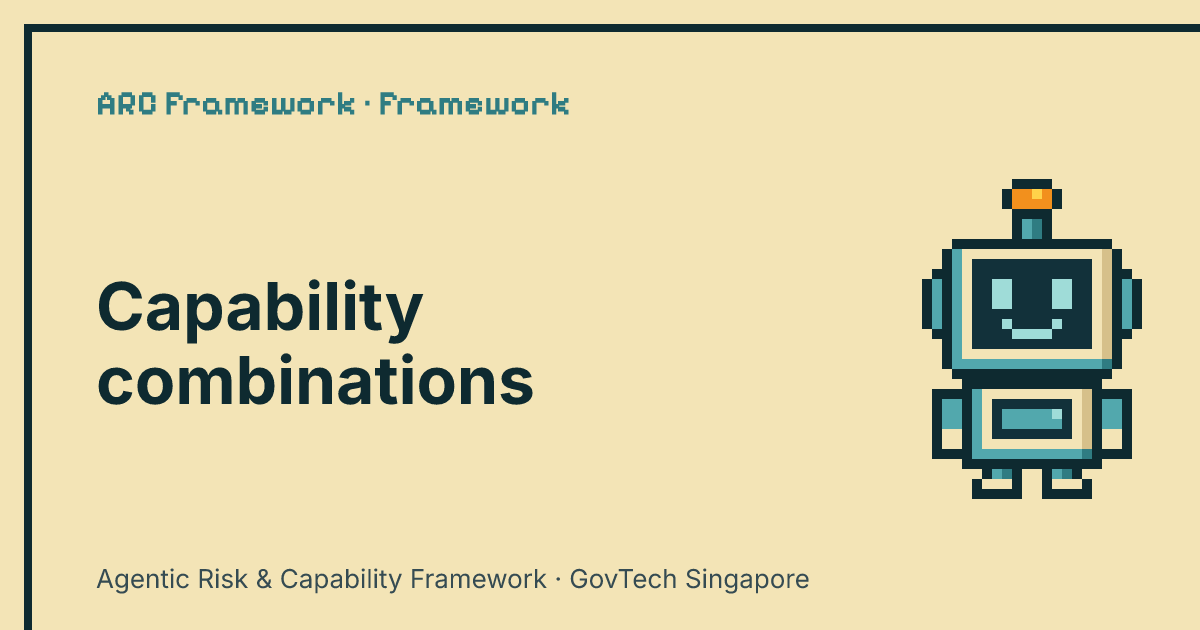 ARC Framework · Framework
Capability
combinations
Agentic Risk & Capability Framework · GovTech Singapore